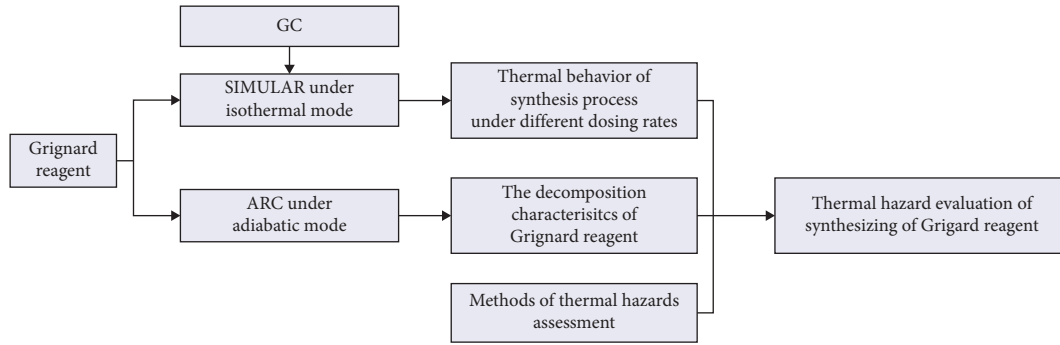 GC
SIMULAR under
isothermal mode
Thermal behavior of
synthesis process
under different dosing rates
Grignard
reagent
ARC under
adiabatic mode
The decomposition
characterisitcs of
Grignard reagent
Thermal hazard evaluation of
synthesizing of Grigard reagent
Methods of thermal hazards
assessment